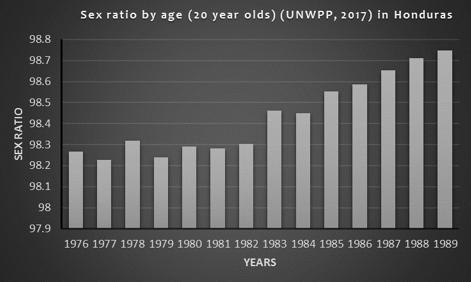 Sex ratio by age (20 year olds) (UNWPP, 2017) in Honduras
98.8
98.7
98.6
98.5
98.4
98.3
98.2
98.1
98
97.9
SEX RATIO
1976 1977 1978 1979 1980 1981 1982 1983 1984 1985 1986 1987 1988 1989
YEARS